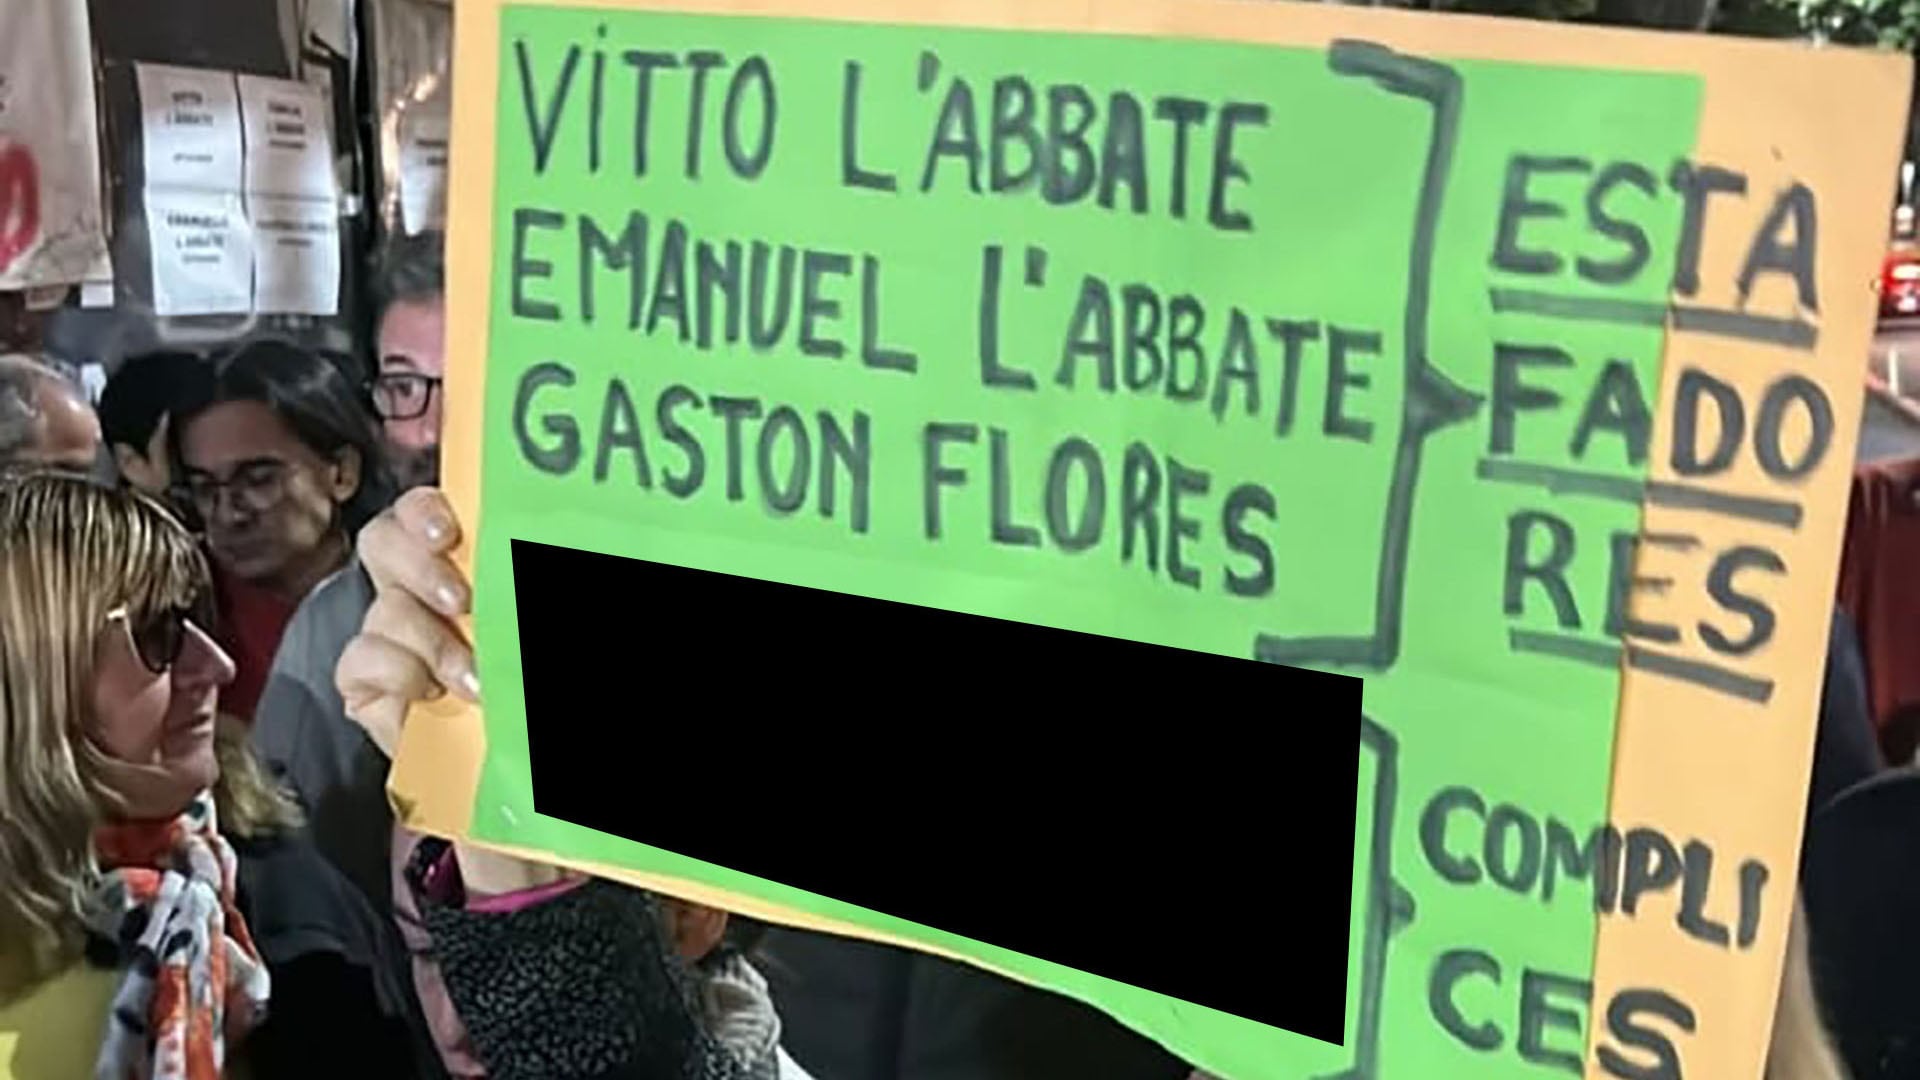 VITTO L'ABBATE
EMANUEL L'ABBATE
GASTON FLORES
ESTA
FADO
RES
COMPLI
CES